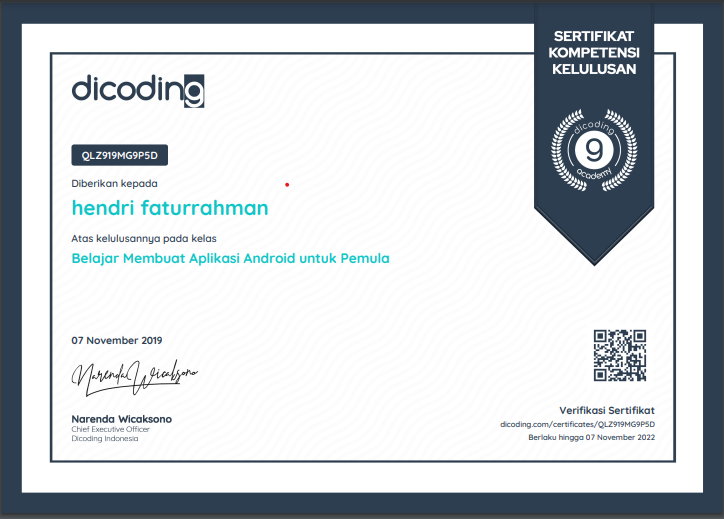 SERTIFIKAT
KOMPETENSI
KELULUSAN
dicoding
dicoding
9
academy
QLZ919MG9P5D
Diberikan kepada
hendri faturrahman
Atas kelulusannya pada kelas
Belajar Membuat Aplikasi Android untuk Pemula
07 November 2019
Narenda Wicaksono
Narenda Wicaksono
Chief Executive Officer
Dicoding Indonesia
Verifikasi Sertifikat
dicoding.com/certificates/QLZ919MG9P5D
Berlaku hingga 07 November 2022